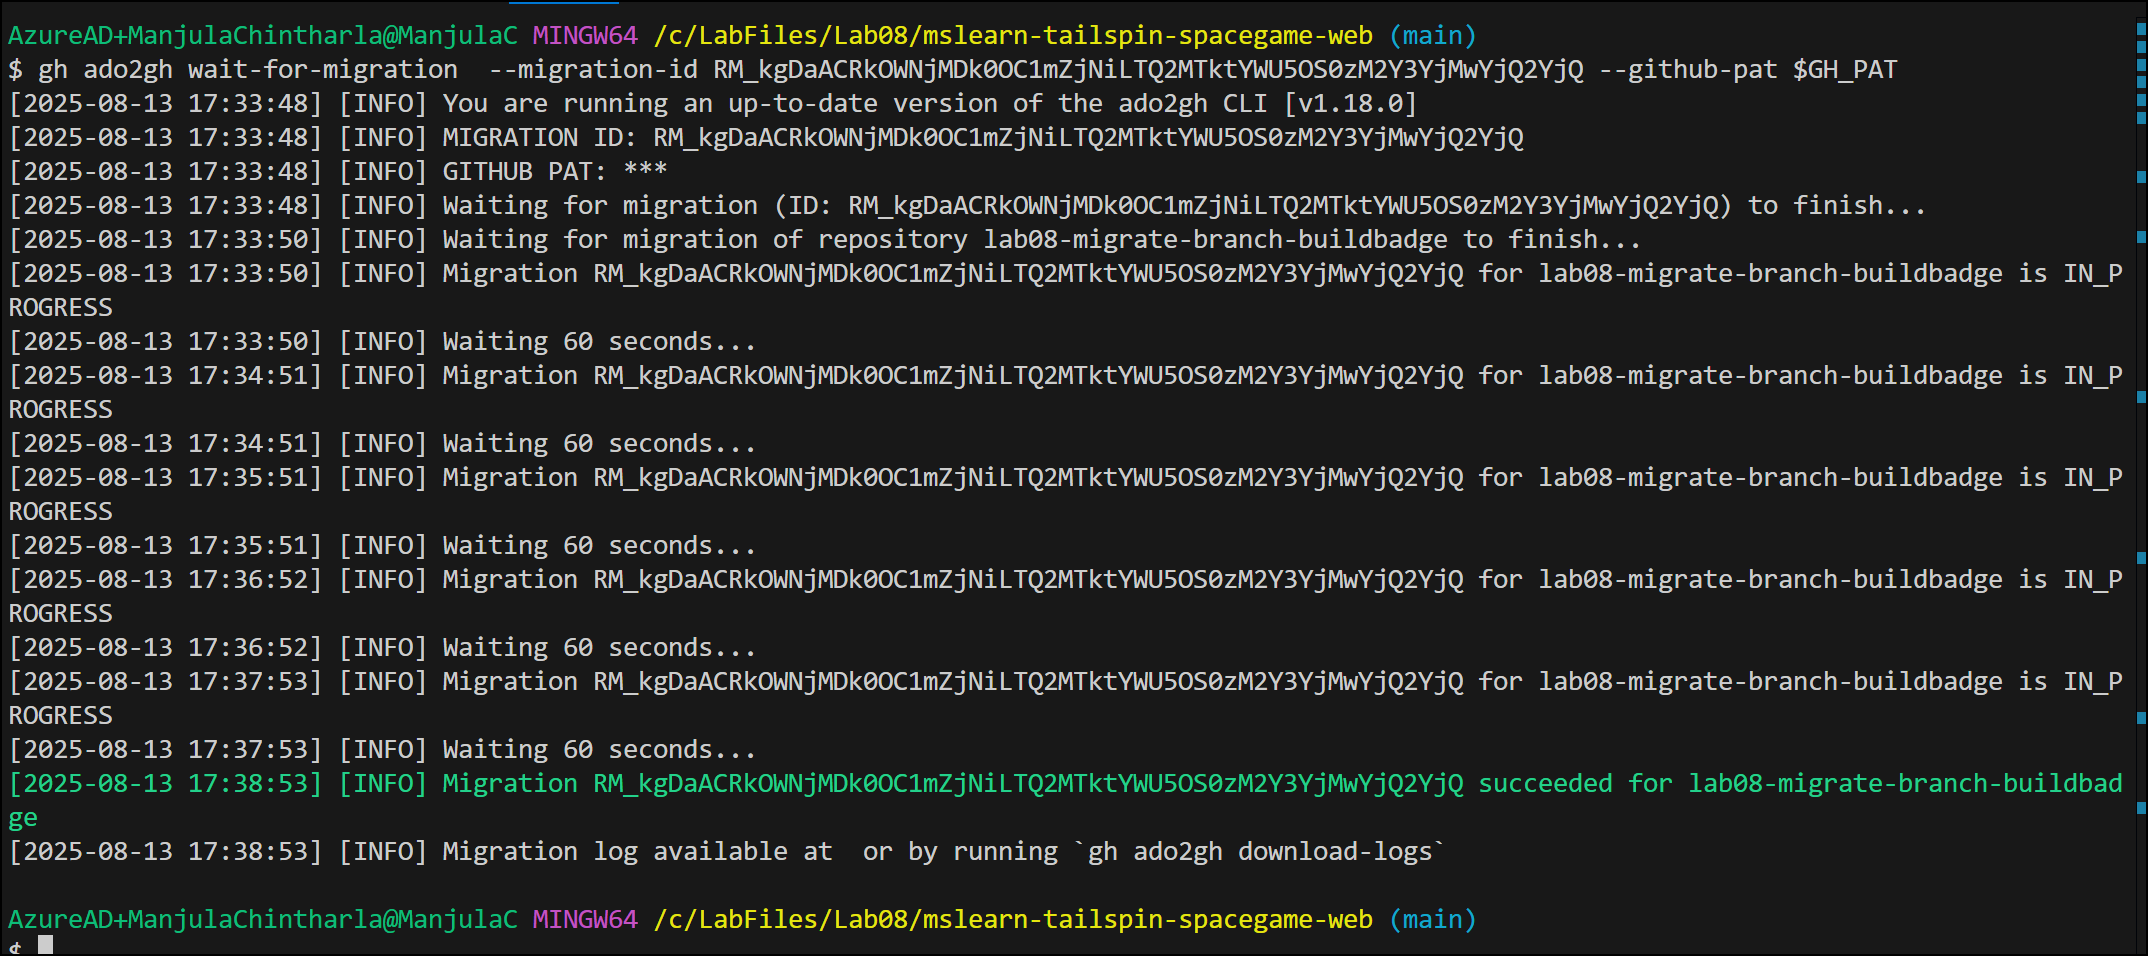 AzureAD+ManjulaChintharla@ManjulaC MINGW64 /c/LabFiles/Lab08/mslearn-tailspin-spacegame-web (main)
$ gh ado2gh wait-for-migration  --migration-id RM_kgDaACRkOWNjMDk0OC1mZjNiLTQ2MTktYWU5OS0zM2Y3YjMwYjQ2YjQ --github-pat $GH_PAT
[2025-08-13 17:33:48] [INFO] You are running an up-to-date version of the ado2gh CLI [v1.18.0]
[2025-08-13 17:33:48] [INFO] MIGRATION ID: RM_kgDaACRkOWNjMDk0OC1mZjNiLTQ2MTktYWU5OS0zM2Y3YjMwYjQ2YjQ
[2025-08-13 17:33:48] [INFO] GITHUB PAT: ***
[2025-08-13 17:33:48] [INFO] Waiting for migration (ID: RM_kgDaACRkOWNjMDk0OC1mZjNiLTQ2MTktYWU5OS0zM2Y3YjMwYjQ2YjQ) to finish...
[2025-08-13 17:33:50] [INFO] Waiting for migration of repository lab08-migrate-branch-buildbadge to finish...
[2025-08-13 17:33:50] [INFO] Migration RM_kgDaACRkOWNjMDk0OC1mZjNiLTQ2MTktYWU5OS0zM2Y3YjMwYjQ2YjQ for lab08-migrate-branch-buildbadge is IN_P
ROGRESS
[2025-08-13 17:33:50] [INFO] Waiting 60 seconds...
[2025-08-13 17:34:51] [INFO] Migration RM_kgDaACRkOWNjMDk0OC1mZjNiLTQ2MTktYWU5OS0zM2Y3YjMwYjQ2YjQ for lab08-migrate-branch-buildbadge is IN_P
ROGRESS
[2025-08-13 17:34:51] [INFO] Waiting 60 seconds...
[2025-08-13 17:35:51] [INFO] Migration RM_kgDaACRkOWNjMDk0OC1mZjNiLTQ2MTktYWU5OS0zM2Y3YjMwYjQ2YjQ for lab08-migrate-branch-buildbadge is IN_P
ROGRESS
[2025-08-13 17:35:51] [INFO] Waiting 60 seconds...
[2025-08-13 17:36:52] [INFO] Migration RM_kgDaACRkOWNjMDk0OC1mZjNiLTQ2MTktYWU5OS0zM2Y3YjMwYjQ2YjQ for lab08-migrate-branch-buildbadge is IN_P
ROGRESS
[2025-08-13 17:36:52] [INFO] Waiting 60 seconds...
[2025-08-13 17:37:53] [INFO] Migration RM_kgDaACRkOWNjMDk0OC1mZjNiLTQ2MTktYWU5OS0zM2Y3YjMwYjQ2YjQ for lab08-migrate-branch-buildbadge is IN_P
ROGRESS
[2025-08-13 17:37:53] [INFO] Waiting 60 seconds...
[2025-08-13 17:38:53] [INFO] Migration RM_kgDaACRkOWNjMDk0OC1mZjNiLTQ2MTktYWU5OS0zM2Y3YjMwYjQ2YjQ succeeded for lab08-migrate-branch-buildbad
ge
[2025-08-13 17:38:53] [INFO] Migration log available at  or by running `gh ado2gh download-logs`
AzureAD+ManjulaChintharla@ManjulaC MINGW64 /c/LabFiles/Lab08/mslearn-tailspin-spacegame-web (main)
$